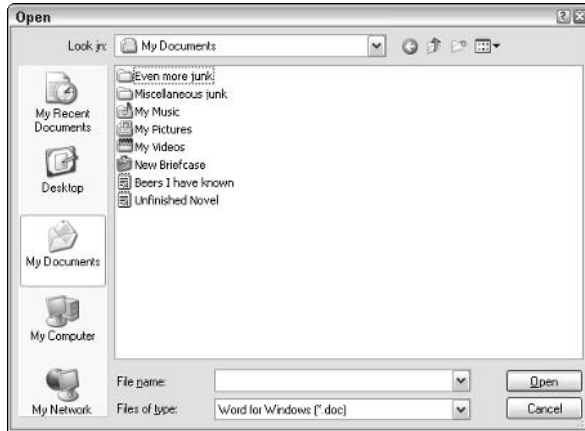 Open
Look in: My Documents
Even more junk
Miscellaneous junk
My Music
My Pictures
My Videos
New Briefcase
Beers I have known
Unfinished Novel
My Recent
Documents
Desktop
My Documents
My Computer
My Network
File name: Open
Files of type: Word for Windows (*.doc) Cancel